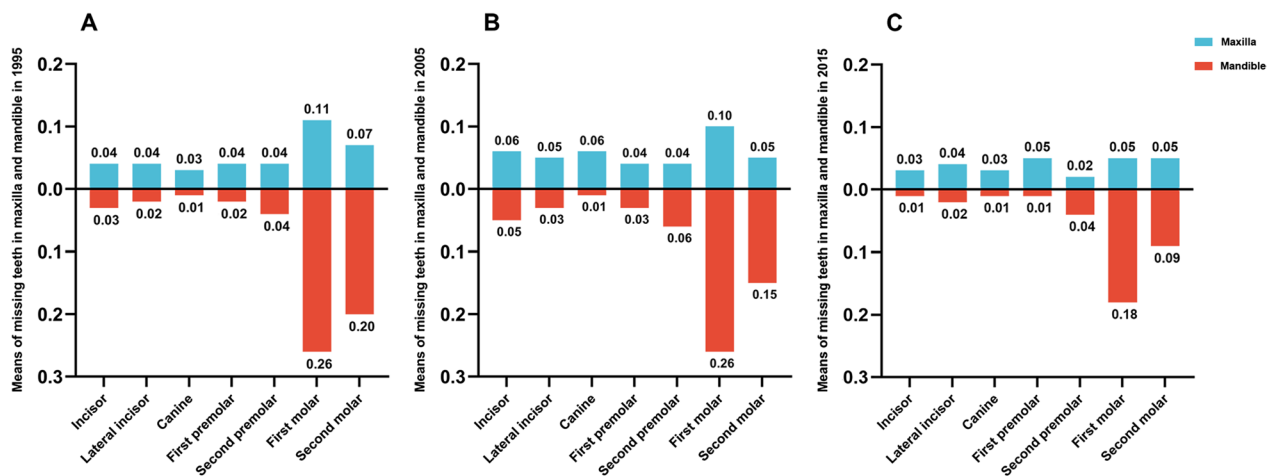 A
Means of missing teeth in maxilla and mandible in 1995
0.2
0.1
0.0
0.1
0.2
0.3
0.04
0.04
0.03
0.04
0.04
0.11
0.07
0.03
0.02
0.01
0.02
0.04
0.26
0.20
Incisor
Lateral incisor
Canine
First premolar
Second premolar
First molar
Second molar
B
Means of missing teeth in maxilla and mandible in 2005
0.2
0.1
0.0
0.1
0.2
0.3
0.06
0.05
0.06
0.04
0.04
0.10
0.05
0.05
0.03
0.01
0.03
0.06
0.26
0.15
Incisor
Lateral incisor
Canine
First premolar
Second premolar
First molar
Second molar
C
Means of missing teeth in maxilla and mandible in 2015
0.2
0.1
0.0
0.1
0.2
0.3
0.03
0.04
0.03
0.05
0.02
0.05
0.05
0.01
0.02
0.01
0.01
0.04
0.18
0.09
Incisor
Lateral incisor
Canine
First premolar
Second premolar
First molar
Second molar
Maxilla
Mandible